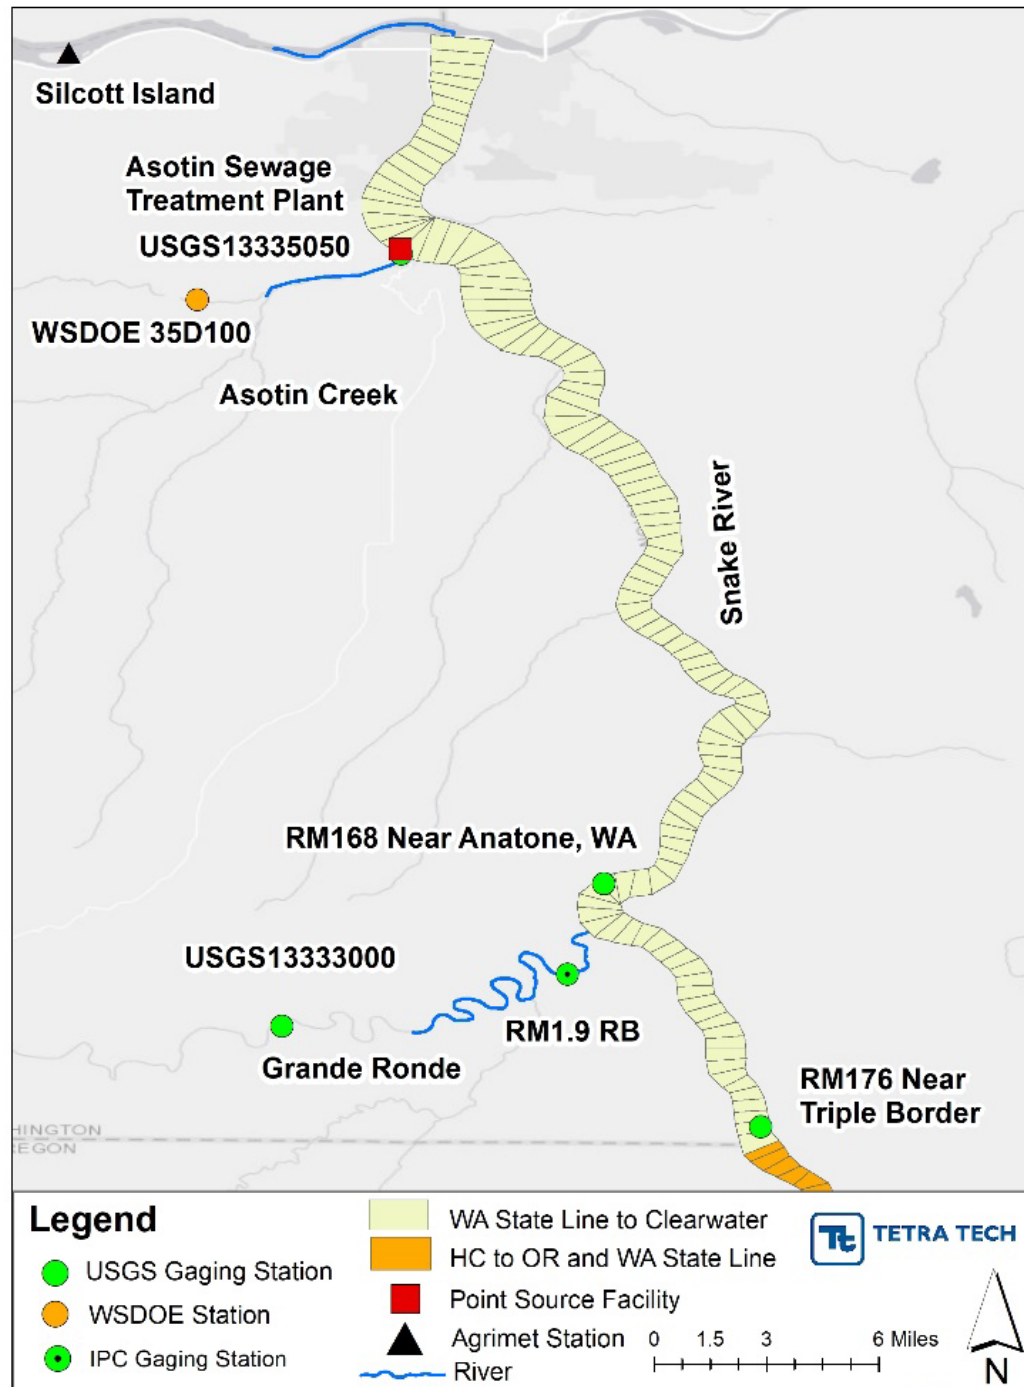 Silcott Island
Asotin Sewage
Treatment Plant
USGS13335050
WSDOE 35D100
Asotin Creek
Snake River
RM168 Near Anatone, WA
USGS13333000
RM1.9 RB
Grande Ronde
RM176 Near
Triple Border
HINGTON
EGON
Legend
USGS Gaging Station
WSDOE Station
IPC Gaging Station
WA State Line to Clearwater
HC to OR and WA State Line
Point Source Facility
Agrimet Station
River
Tt TETRA TECH
0 1.5 3 6 Miles
N